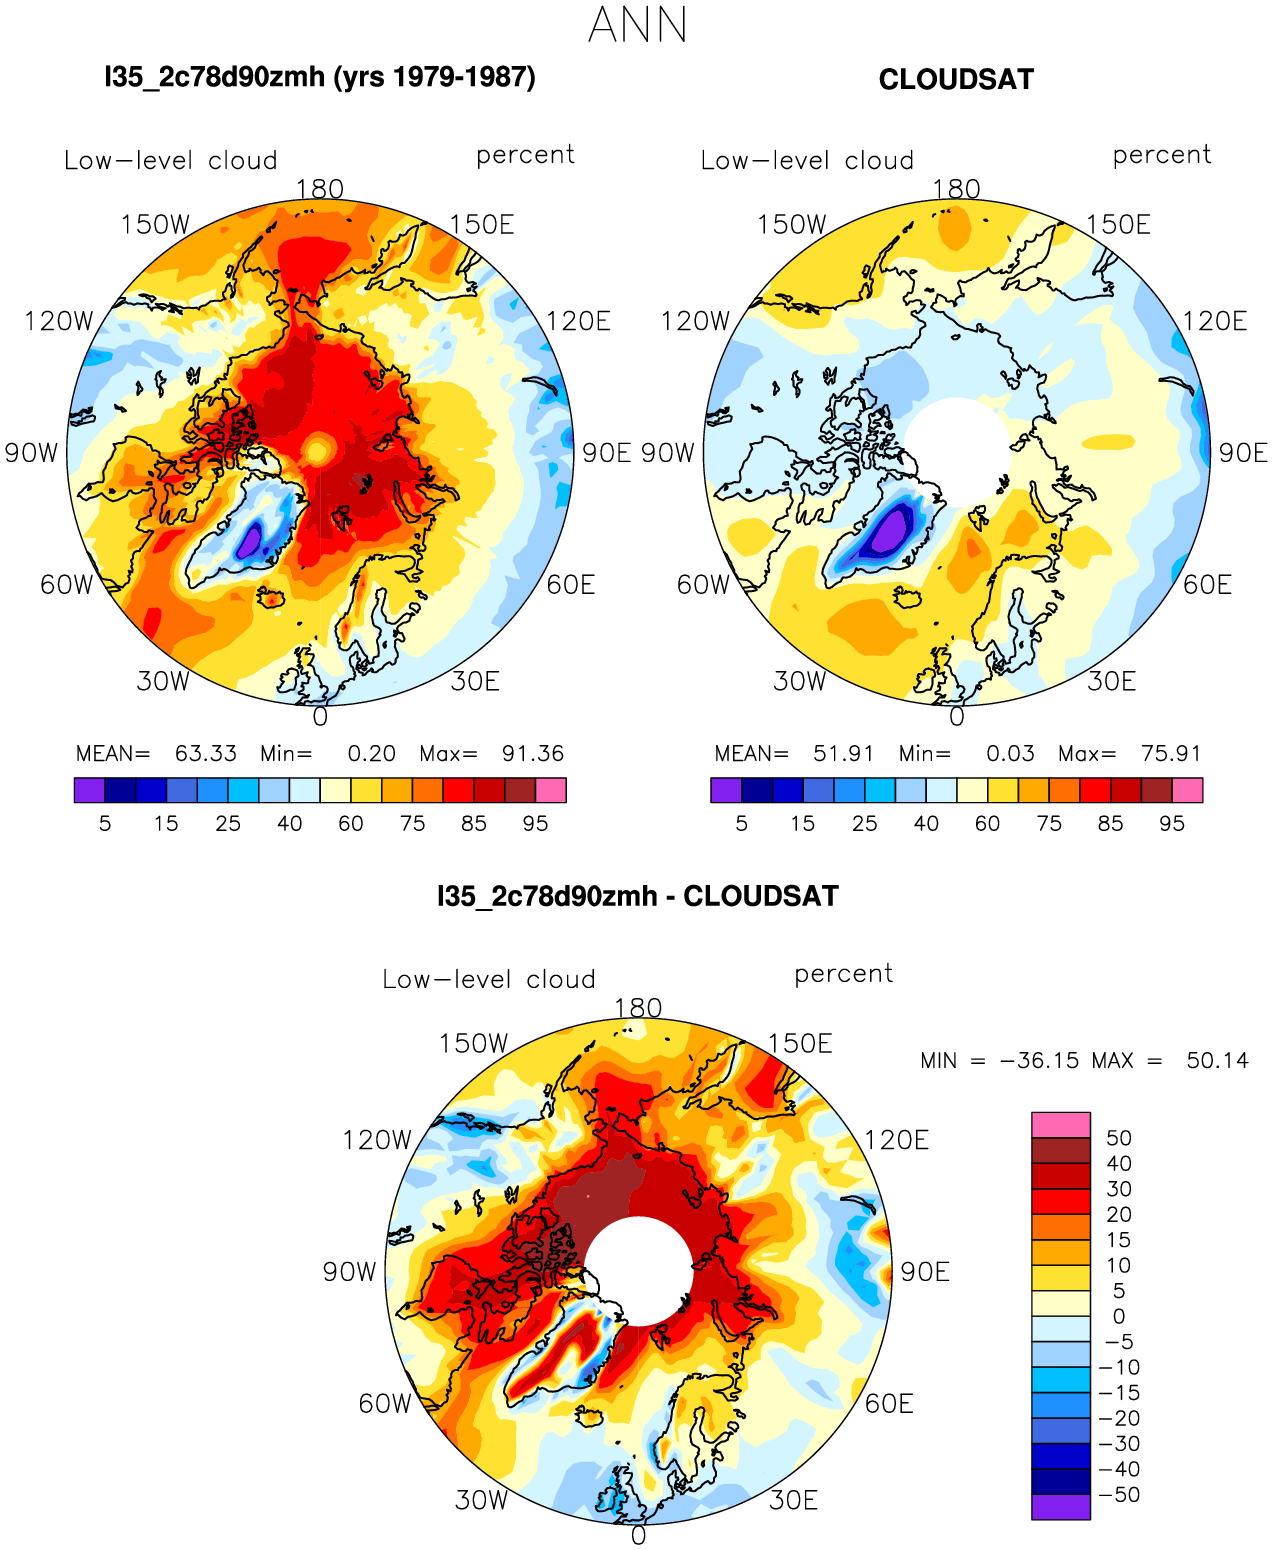 ANN
l35_2c78d90zmh (yrs 1979-1987)
CLOUDSAT
Low-level cloud percent
Low-level cloud percent
180
150W 150E
120W 120E
90W 90E
60W 60E
30W 30E
0
180
150W 150E
120W 120E
90W 90E
60W 60E
30W 30E
0
MEAN= 63.33 Min= 0.20 Max= 91.36
5 15 25 40 60 75 85 95
MEAN= 51.91 Min= 0.03 Max= 75.91
5 15 25 40 60 75 85 95
l35_2c78d90zmh - CLOUDSAT
Low-level cloud percent
180
150W 150E
120W 120E
90W 90E
60W 60E
30W 30E
0
MIN = -36.15 MAX = 50.14
50
40
30
20
15
10
5
0
-5
-10
-15
-20
-30
-40
-50